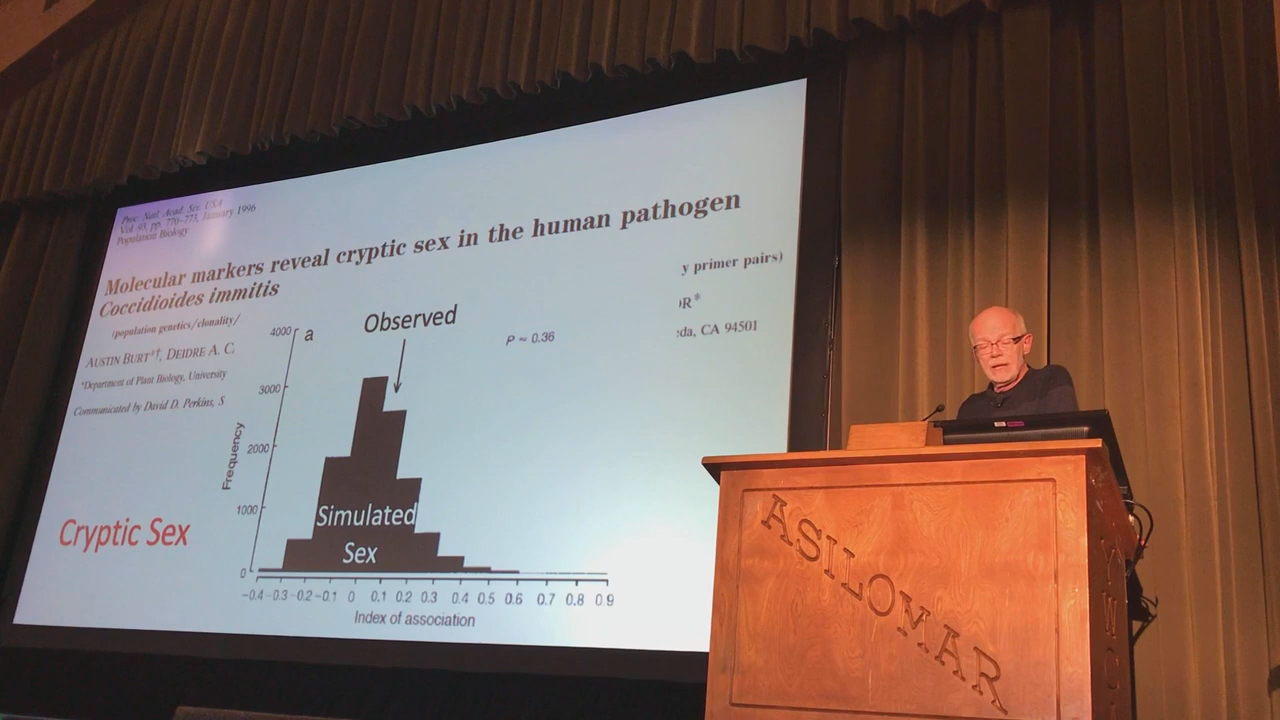 Proc. Natl. Acad. Sci. USA
Vol. 93, pp. 770-773, January 1996
Population Biology
Molecular markers reveal cryptic sex in the human pathogen
Coccidioides immitis
(population genetics/clonality/
y primer pairs)
AUSTIN BURT*†, DEIDRE A. C
R*
*Department of Plant Biology, University
da, CA 94501
Communicated by David D. Perkins, S
Cryptic Sex
a
Observed
P ≈ 0.36
4000
3000
2000
1000
0
Frequency
Simulated
Sex
-0.4 -0.3 -0.2 -0.1 0 0.1 0.2 0.3 0.4 0.5 0.6 0.7 0.8 0.9
Index of association
ASILOMAR
YWC